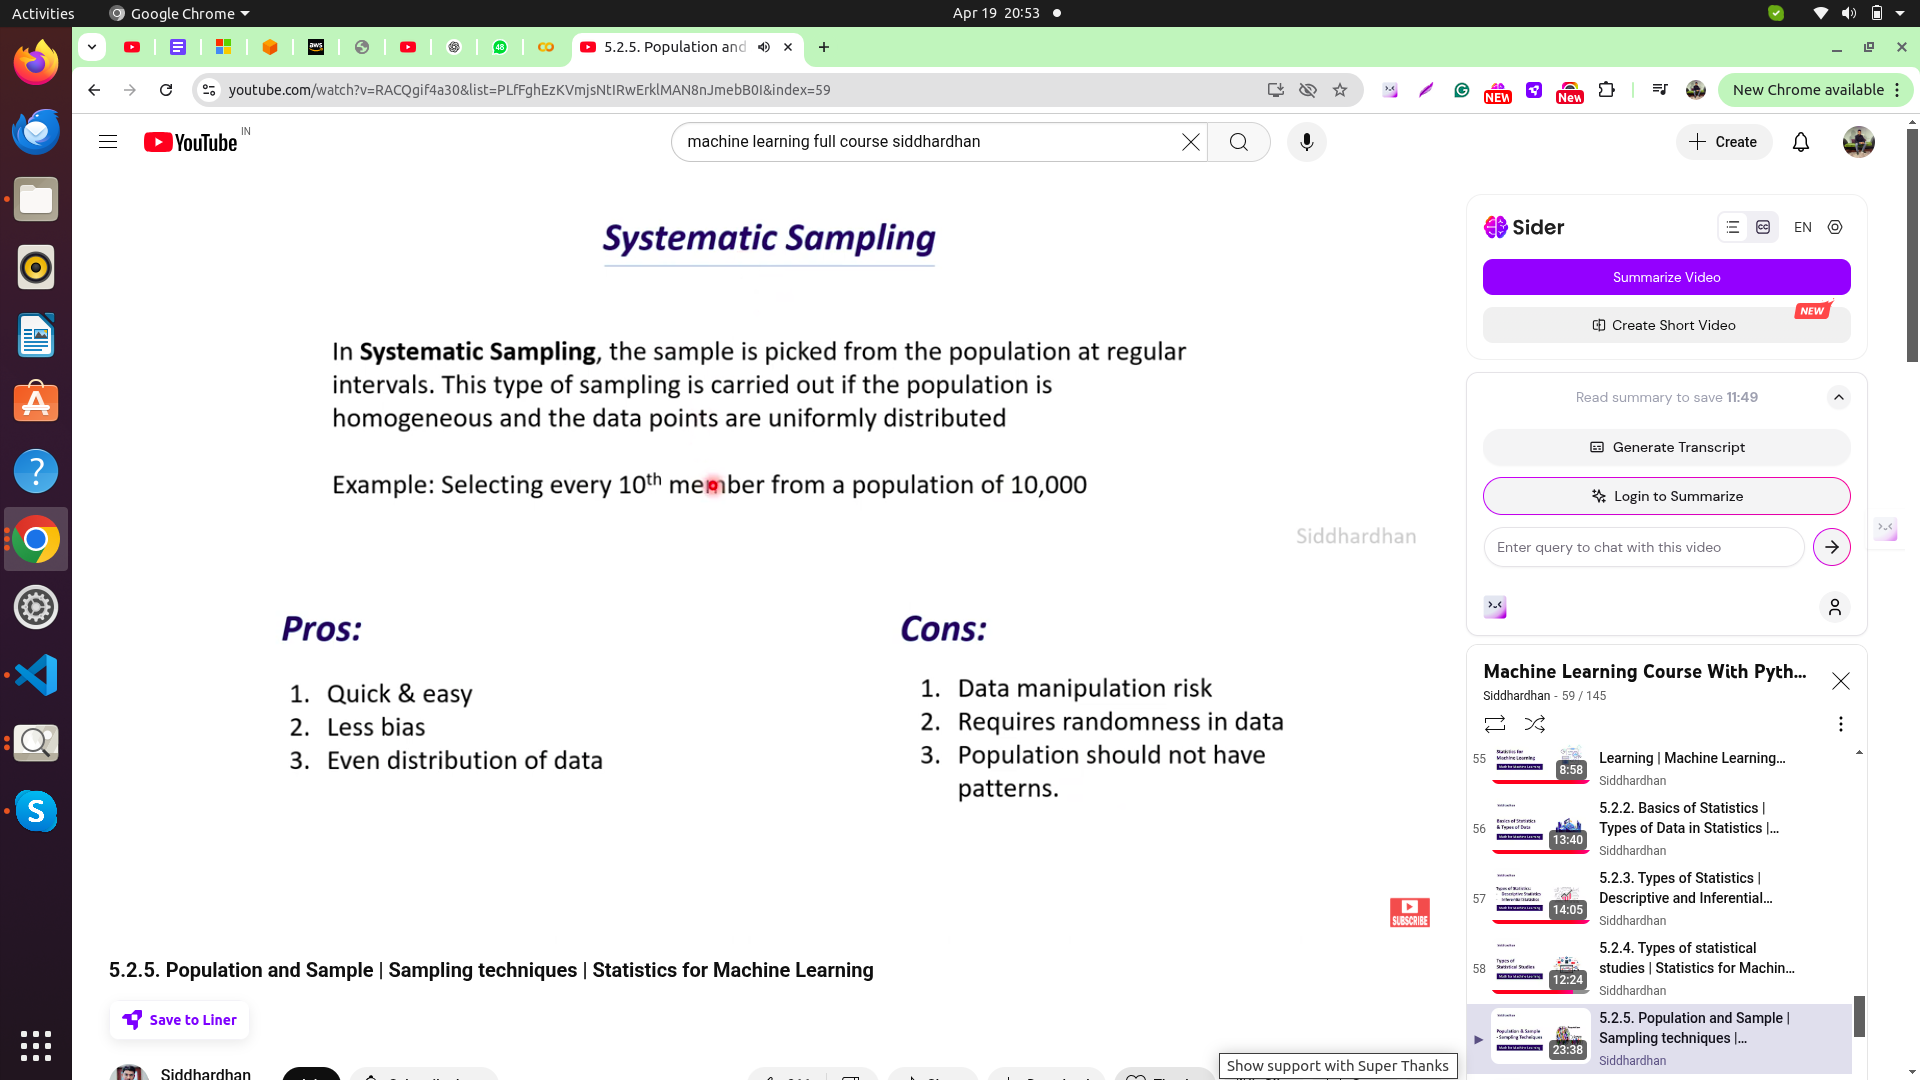 Activities
Google Chrome
Apr 19 20:53
48
5.2.5. Population and
youtube.com/watch?v=RACQgif4a30&list=PLfFghEzKVmjsNtIRwErklMAN8nJmebB0I&index=59
NEW
New
New Chrome available
YouTube
IN
machine learning full course siddhardhan
Create
Systematic Sampling
In Systematic Sampling, the sample is picked from the population at regular
intervals. This type of sampling is carried out if the population is
homogeneous and the data points are uniformly distributed
Example: Selecting every 10th member from a population of 10,000
Siddhardhan
Pros:
1. Quick & easy
2. Less bias
3. Even distribution of data
Cons:
1. Data manipulation risk
2. Requires randomness in data
3. Population should not have
patterns.
SUBSCRIBE
5.2.5. Population and Sample | Sampling techniques | Statistics for Machine Learning
Save to Liner
Siddhardhan
Show support with Super Thanks
Sider
EN
Summarize Video
NEW
Create Short Video
Read summary to save 11:49
Generate Transcript
Login to Summarize
Enter query to chat with this video
Machine Learning Course With Pyth...
Siddhardhan - 59 / 145
55
8:58
Learning | Machine Learning...
Siddhardhan
56
13:40
5.2.2. Basics of Statistics |
Types of Data in Statistics |...
Siddhardhan
57
14:05
5.2.3. Types of Statistics |
Descriptive and Inferential...
Siddhardhan
58
12:24
5.2.4. Types of statistical
studies | Statistics for Machin...
Siddhardhan
23:38
5.2.5. Population and Sample |
Sampling techniques |...
Siddhardhan